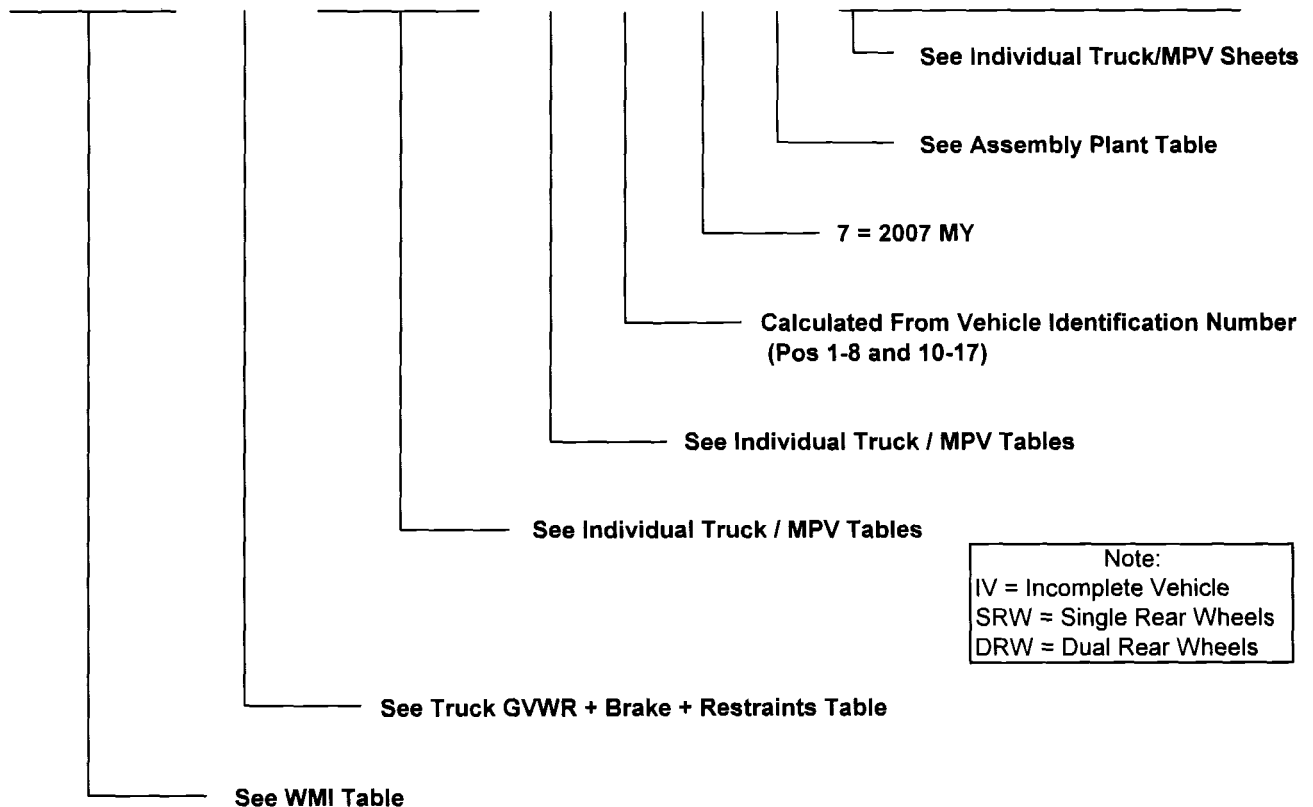 See Individual Truck/MPV Sheets
See Assembly Plant Table
7 = 2007 MY
Calculated From Vehicle Identification Number
(Pos 1-8 and 10-17)
See Individual Truck / MPV Tables
See Individual Truck / MPV Tables
Note:
IV = Incomplete Vehicle
SRW = Single Rear Wheels
DRW = Dual Rear Wheels
See Truck GVWR + Brake + Restraints Table
See WMI Table